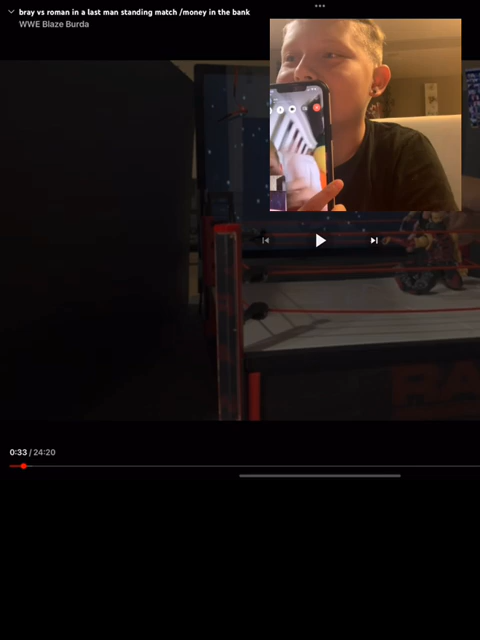 bray vs roman in a last man standing match /money in the bank
WWE Blaze Burda
0:33 / 24:20
RA